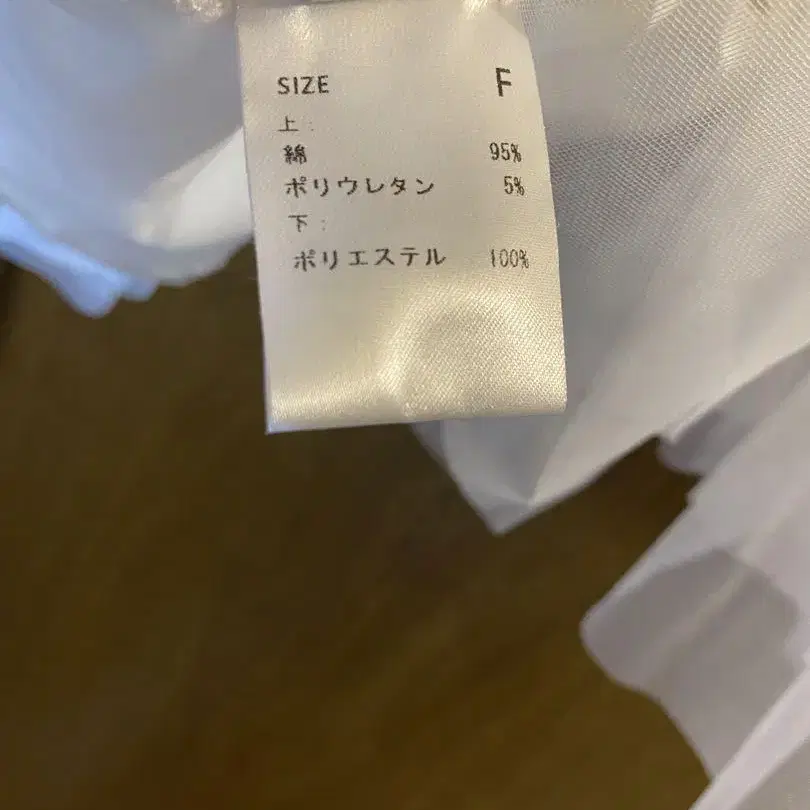 SIZE F
上:
綿 95%
ポリウレタン 5%
下:
ポリエステル 100%